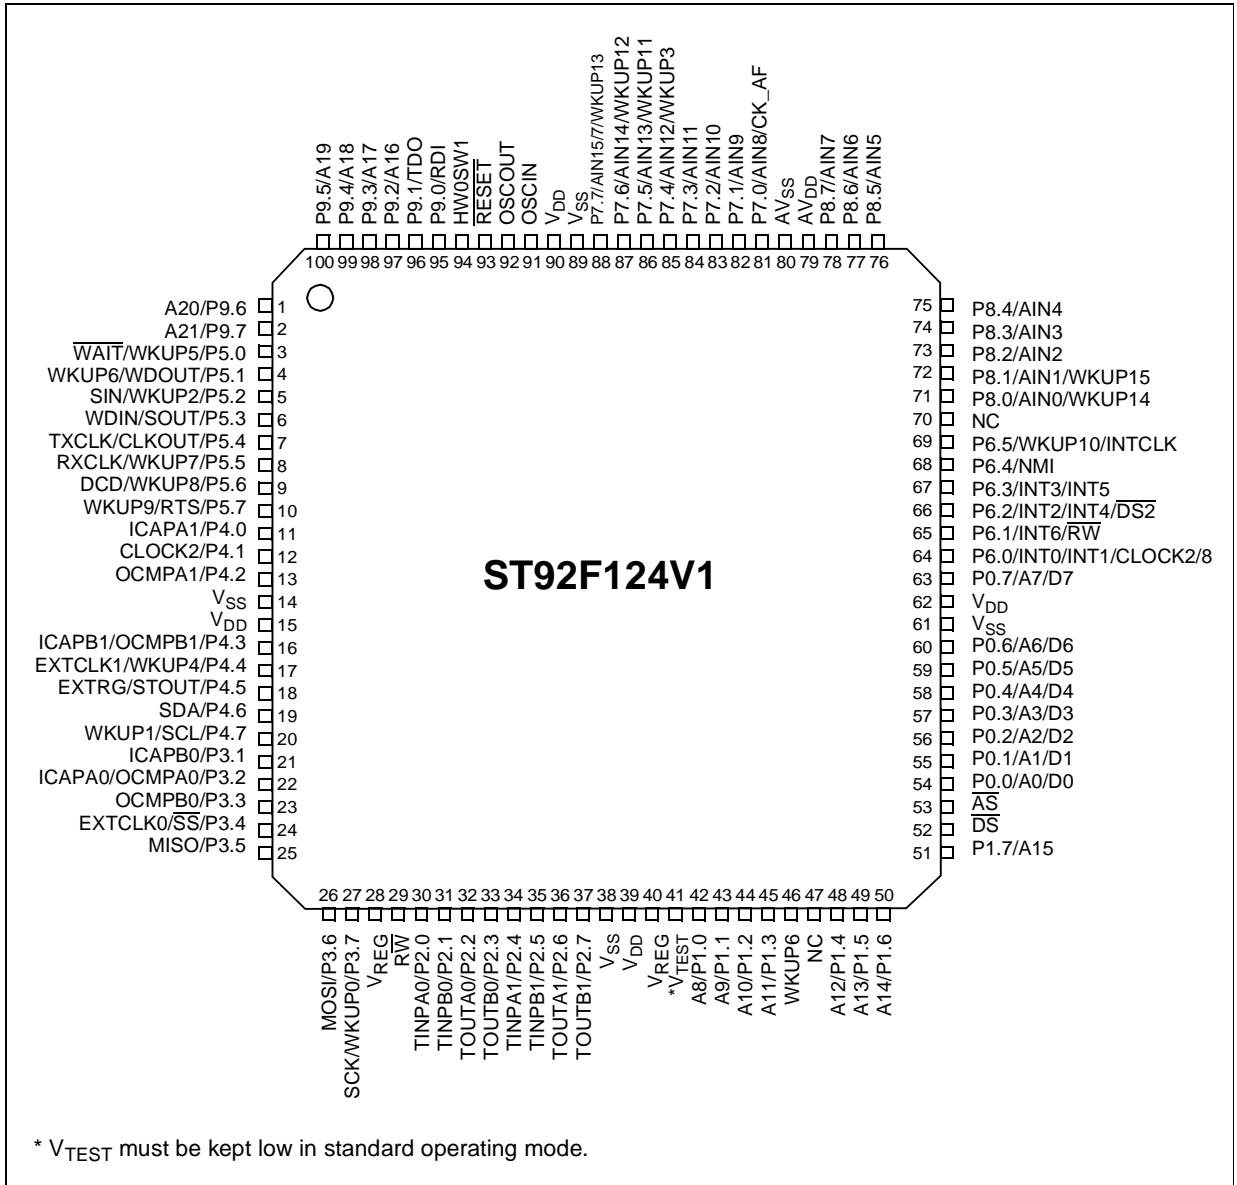 P9.5/A19
P9.4/A18
P9.3/A17
P9.2/A16
P9.1/TDO
P9.0/RDI
HW0SW1
RESET
OSCOUT
OSCIN
VDD
VSS
P7.7/AIN15/7/WKUP13
P7.6/AIN14/WKUP12
P7.5/AIN13/WKUP11
P7.4/AIN12/WKUP3
P7.3/AIN11
P7.2/AIN10
P7.1/AIN9
P7.0/AIN8/CK_AF
AVSS
AVDD
P8.7/AIN7
P8.6/AIN6
P8.5/AIN5
100 99 98 97 96 95 94 93 92 91 90 89 88 87 86 85 84 83 82 81 80 79 78 77 76
A20/P9.6 1
A21/P9.7 2
WAIT/WKUP5/P5.0 3
WKUP6/WDOUT/P5.1 4
SIN/WKUP2/P5.2 5
WDIN/SOUT/P5.3 6
TXCLK/CLKOUT/P5.4 7
RXCLK/WKUP7/P5.5 8
DCD/WKUP8/P5.6 9
WKUP9/RTS/P5.7 10
ICAPA1/P4.0 11
CLOCK2/P4.1 12
OCMPA1/P4.2 13
VSS 14
VDD 15
ICAPB1/OCMPB1/P4.3 16
EXTCLK1/WKUP4/P4.4 17
EXTRG/STOUT/P4.5 18
SDA/P4.6 19
WKUP1/SCL/P4.7 20
ICAPB0/P3.1 21
ICAPA0/OCMPA0/P3.2 22
OCMPB0/P3.3 23
EXTCLK0/SS/P3.4 24
MISO/P3.5 25
ST92F124V1
75 P8.4/AIN4
74 P8.3/AIN3
73 P8.2/AIN2
72 P8.1/AIN1/WKUP15
71 P8.0/AIN0/WKUP14
70 NC
69 P6.5/WKUP10/INTCLK
68 P6.4/NMI
67 P6.3/INT3/INT5
66 P6.2/INT2/INT4/DS2
65 P6.1/INT6/RW
64 P6.0/INT0/INT1/CLOCK2/8
63 P0.7/A7/D7
62 VDD
61 VSS
60 P0.6/A6/D6
59 P0.5/A5/D5
58 P0.4/A4/D4
57 P0.3/A3/D3
56 P0.2/A2/D2
55 P0.1/A1/D1
54 P0.0/A0/D0
53 AS
52 DS
51 P1.7/A15
26 27 28 29 30 31 32 33 34 35 36 37 38 39 40 41 42 43 44 45 46 47 48 49 50
MOSI/P3.6
SCK/WKUP0/P3.7
VREG
RW
TINPA0/P2.0
TINPB0/P2.1
TOUTA0/P2.2
TOUTB0/P2.3
TINPA1/P2.4
TINPB1/P2.5
TOUTA1/P2.6
TOUTB1/P2.7
VSS
VDD
VREG
*VTEST
A8/P1.0
A9/P1.1
A10/P1.2
A11/P1.3
WKUP6
NC
A12/P1.4
A13/P1.5
A14/P1.6
* VTEST must be kept low in standard operating mode.